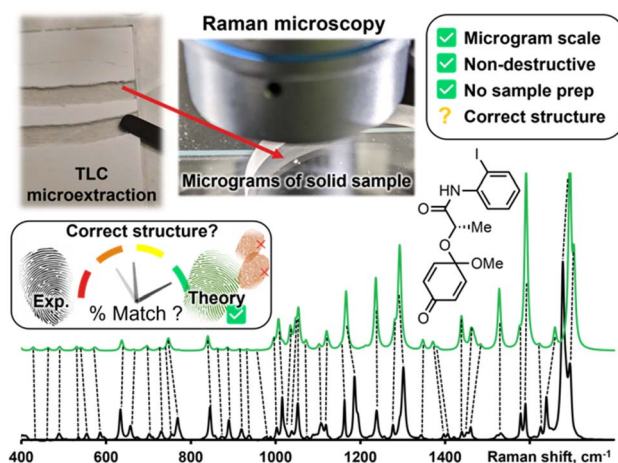 Raman microscopy
TLC
microextraction
Micrograms of solid sample
✓ Microgram scale
✓ Non-destructive
✓ No sample prep
? Correct structure
I
NH
O
Me
O
OMe
O
Correct structure?
Exp.
Theory
% Match ?
400 600 800 1000 1200 1400 Raman shift, cm⁻¹